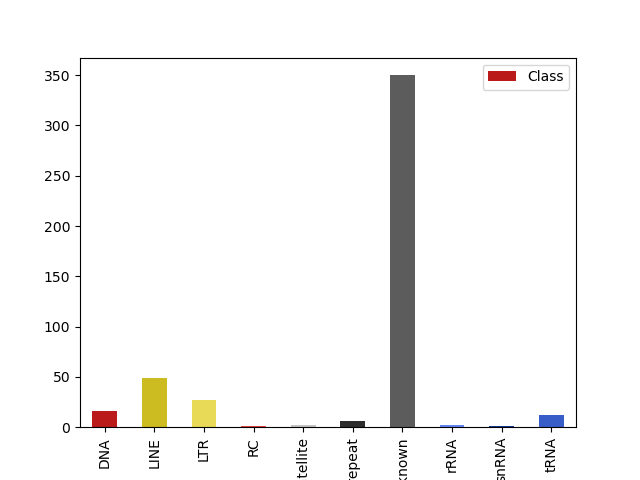 350
300
250
200
150
100
50
0
Class
DNA
LINE
LTR
RC
tellite
repeat
known
rRNA
snRNA
tRNA